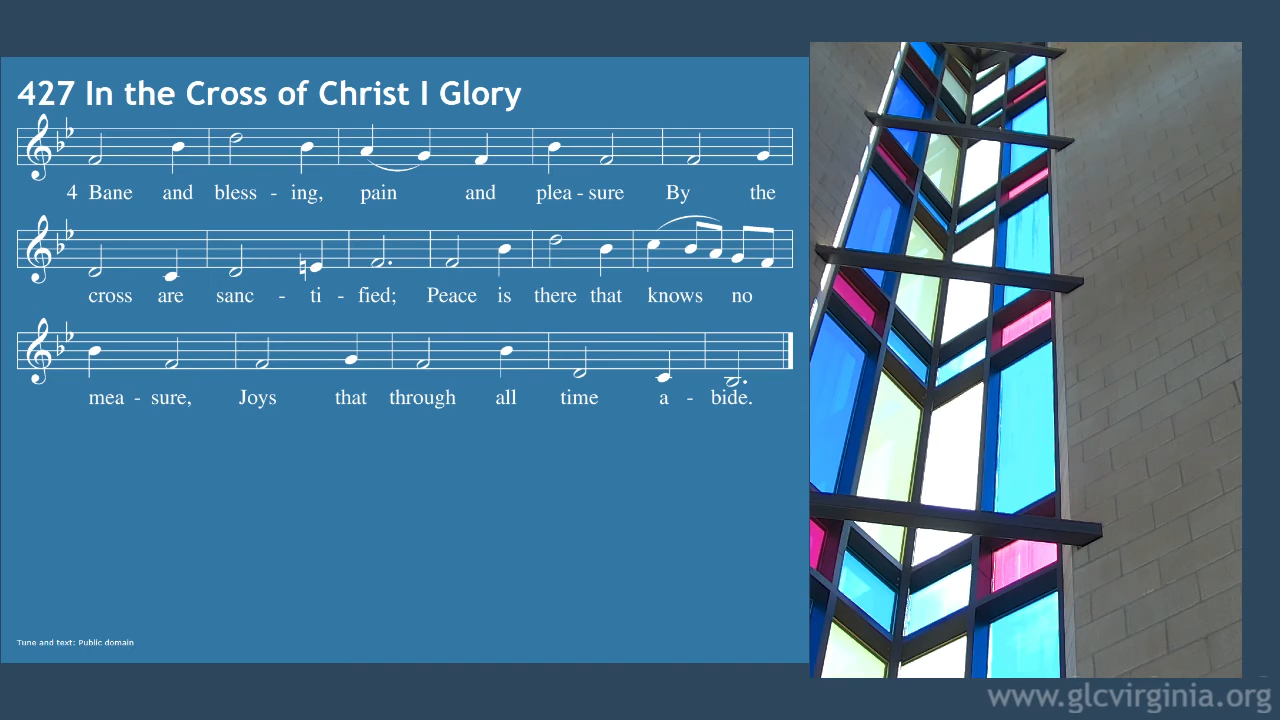 427 In the Cross of Christ I Glory
4 Bane and bless - ing, pain and plea - sure By the
cross are sanc - ti - fied; Peace is there that knows no
mea - sure, Joys that through all time a - bide.
Tune and text: Public domain
www.glcvirginia.org